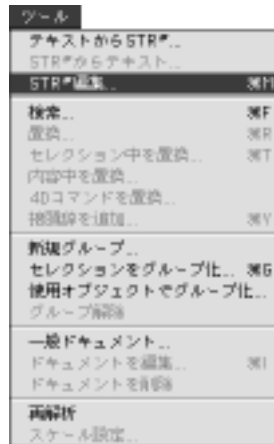 ツール
テキストからSTR#...
STR#からテキスト...
STR#編集... ⌘M
検索... ⌘F
置換... ⌘R
セレクション中を置換... ⌘T
内容中を置換...
4Dコマンドを置換...
接頭線を追加... ⌘Y
新規グループ...
セレクションをグループ化... ⌘G
使用オブジェクトでグループ化...
グループ解除
一般ドキュメント...
ドキュメントを編集... ⌘I
ドキュメントを削除
再解析
スケール設定...